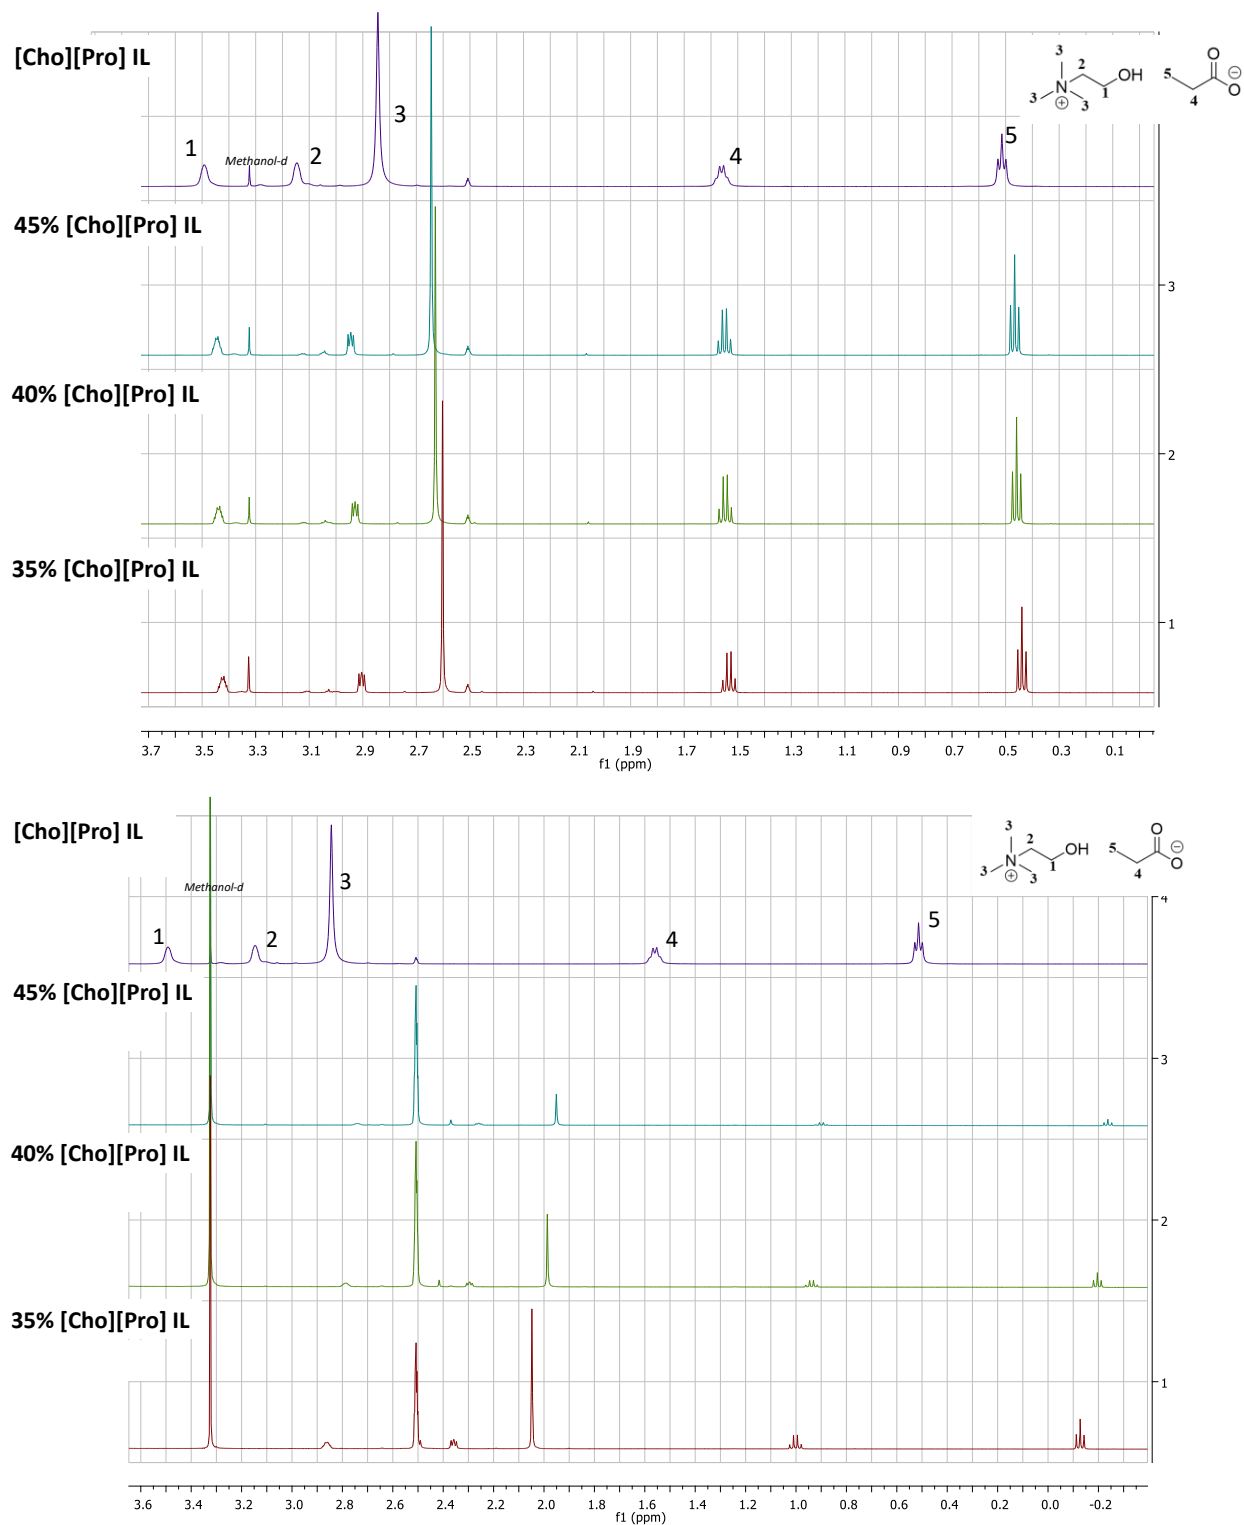 [Cho][Pro] IL
3
2
OH
N
⊕
3
3
1
O
5
4
O
⊖
1
Methanol-d
2
3
4
5
45% [Cho][Pro] IL
3
40% [Cho][Pro] IL
2
35% [Cho][Pro] IL
1
3.7 3.5 3.3 3.1 2.9 2.7 2.5 2.3 2.1 1.9 1.7 1.5 1.3 1.1 0.9 0.7 0.5 0.3 0.1
f1 (ppm)
[Cho][Pro] IL
3
2
OH
N
⊕
3
3
1
O
5
4
O
⊖
Methanol-d
4
1
2
3
4
5
45% [Cho][Pro] IL
3
40% [Cho][Pro] IL
2
35% [Cho][Pro] IL
1
3.6 3.4 3.2 3.0 2.8 2.6 2.4 2.2 2.0 1.8 1.6 1.4 1.2 1.0 0.8 0.6 0.4 0.2 0.0 -0.2
f1 (ppm)